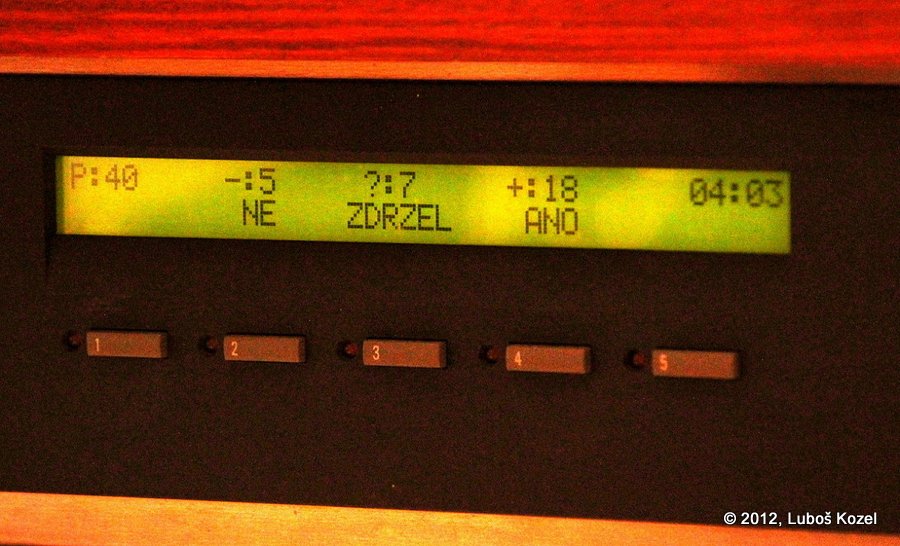 P:40 -:5 ?:7 +:18 04:03
NE ZDRZEL ANO
1 2 3 4 5
© 2012, Luboš Kozel